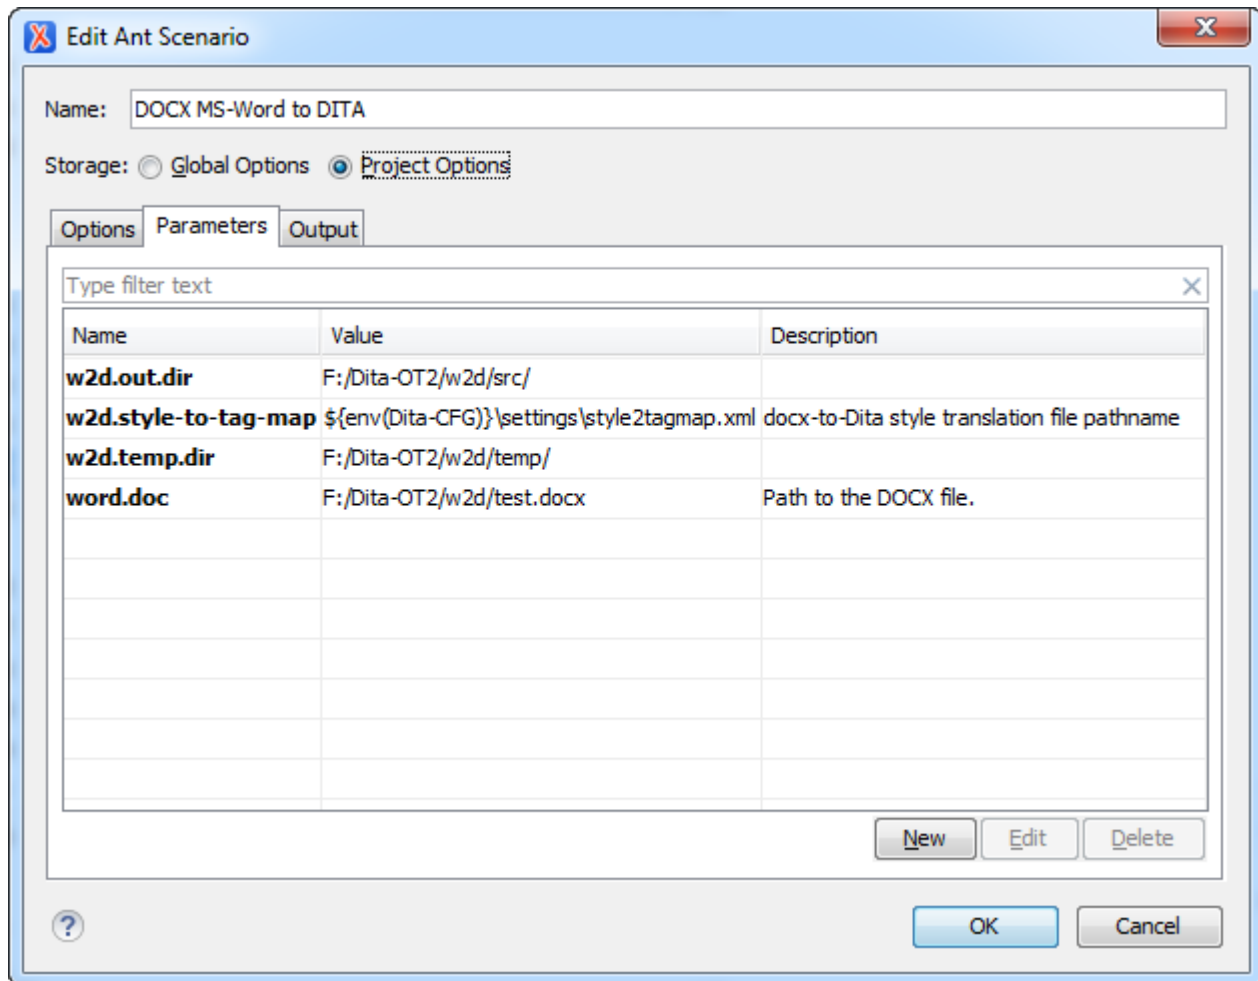 Edit Ant Scenario
Name: DOCX MS-Word to DITA
Storage: Global Options Project Options
Options Parameters Output
Type filter text
Name Value Description
w2d.out.dir F:/Dita-OT2/w2d/src/
w2d.style-to-tag-map ${env(Dita-CFG)}\settings\style2tagmap.xml docx-to-Dita style translation file pathname
w2d.temp.dir F:/Dita-OT2/w2d/temp/
word.doc F:/Dita-OT2/w2d/test.docx Path to the DOCX file.
New Edit Delete
? OK Cancel